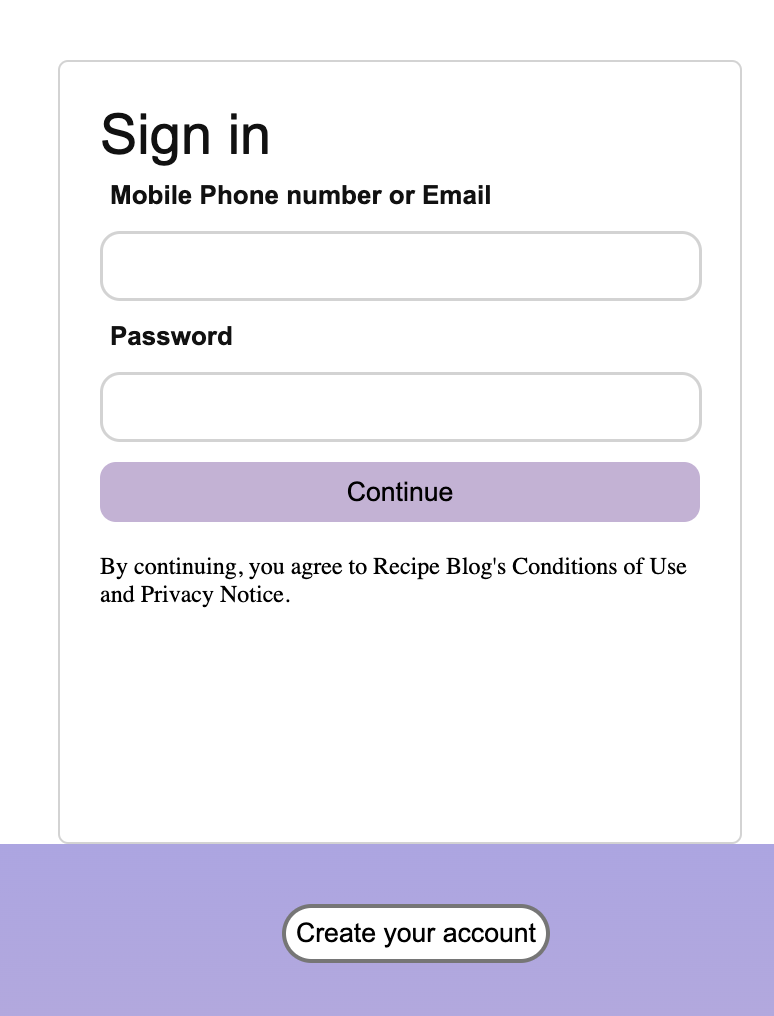 Sign in
Mobile Phone number or Email
Password
Continue
By continuing, you agree to Recipe Blog's Conditions of Use
and Privacy Notice.
Create your account